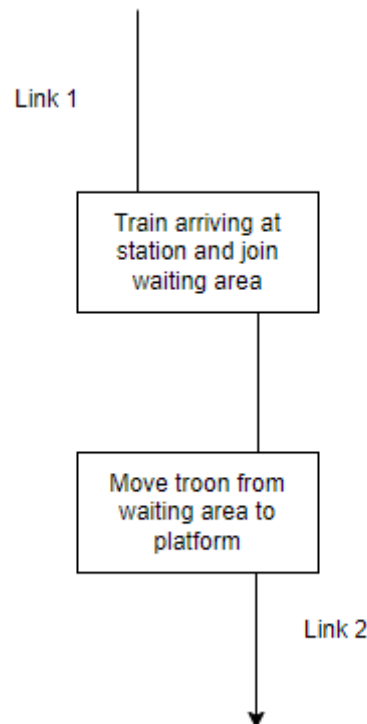 Link 1
Train arriving at
station and join
waiting area
Move troon from
waiting area to
platform
Link 2